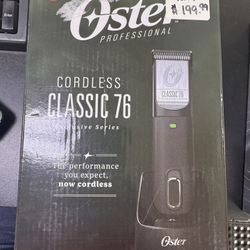 Oster
PROFESSIONAL
$199.99
CORDLESS
CLASSIC 76
Exclusive Series
CLASSIC 76
The performance
you expect,
now cordless
Oster